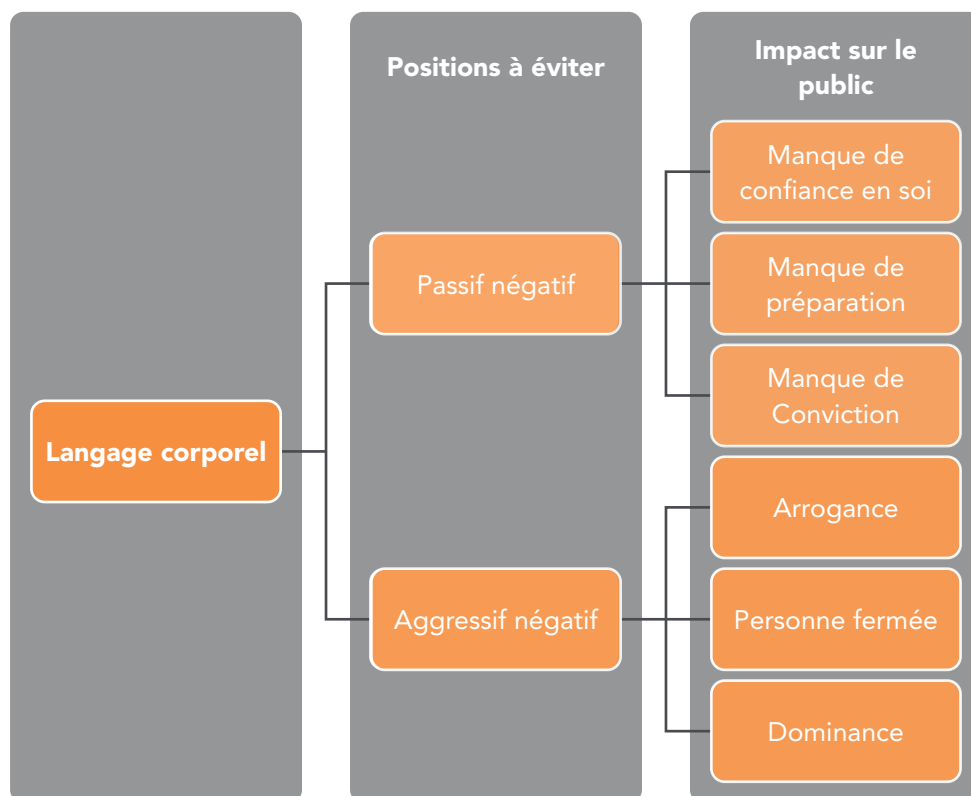 Positions à éviter
Impact sur le
public
Langage corporel
Passif négatif
Aggressif négatif
Manque de
confiance en soi
Manque de
préparation
Manque de
Conviction
Arrogance
Personne fermée
Dominance